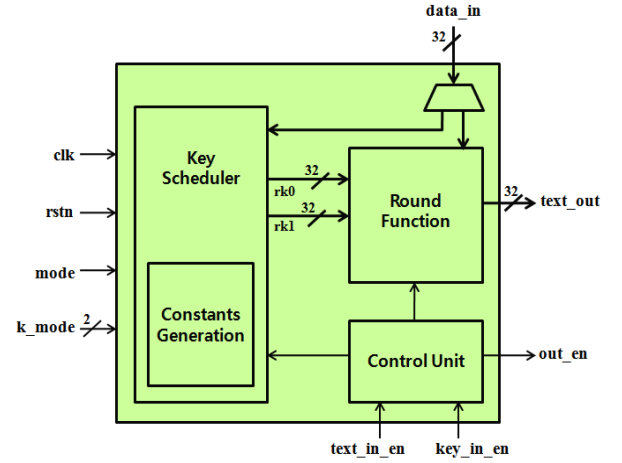 data_in
32
clk
Key
Scheduler
32
rk0
32
rk1
Round
Function
32
text_out
rstn
mode
k_mode
2
Constants
Generation
Control Unit
out_en
text_in_en
key_in_en